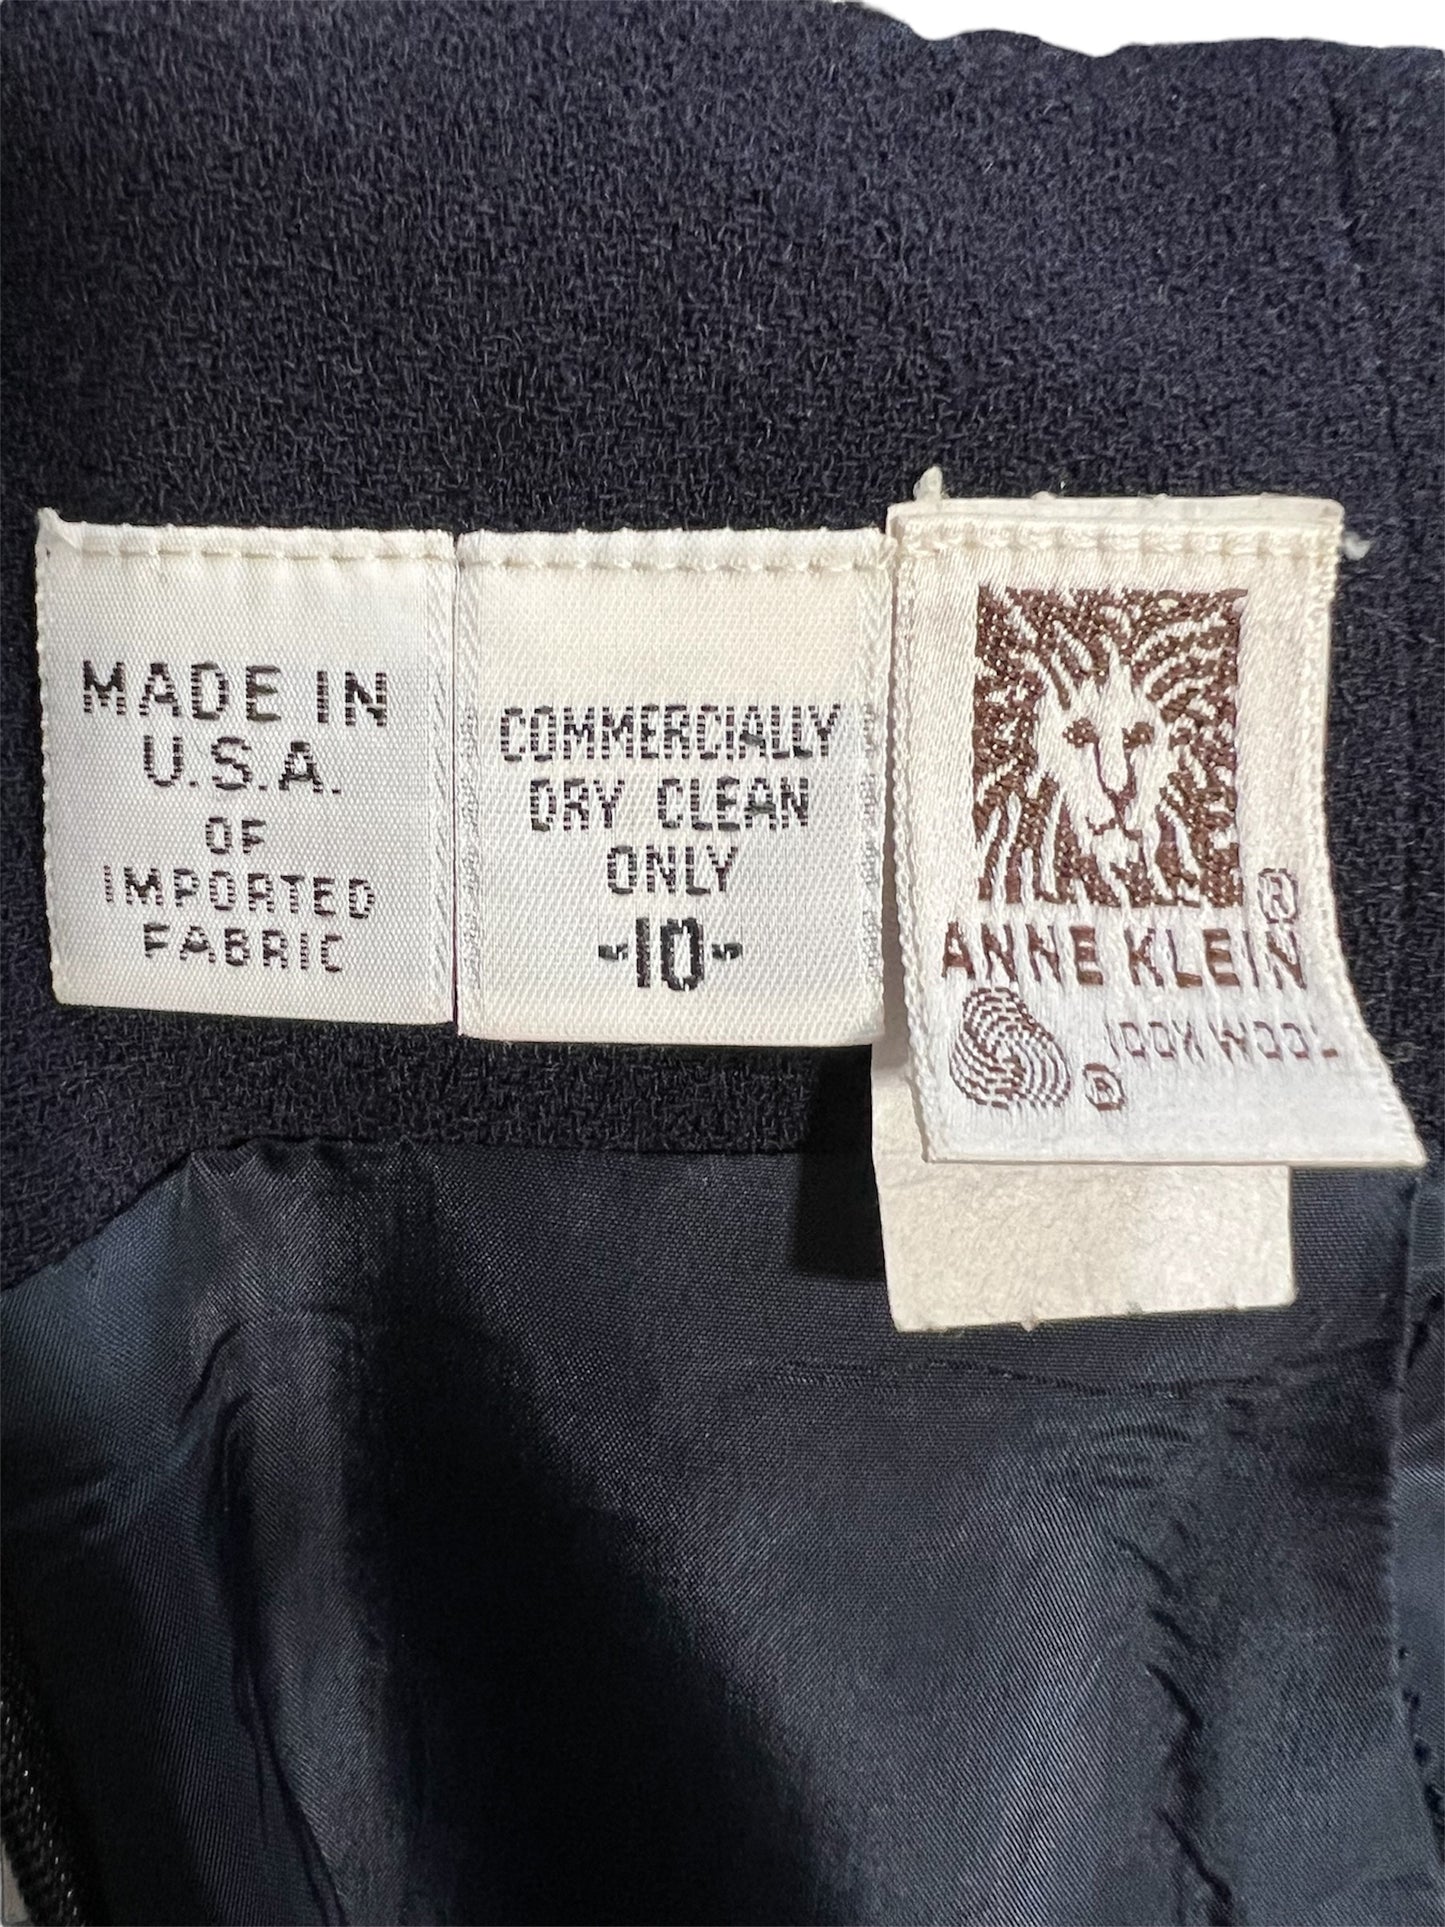 MADE IN
U.S.A.
OF
IMPORTED
FABRIC
COMMERCIALLY
DRY CLEAN
ONLY
-10-
®
ANNE KLEIN
® 100% WOOL